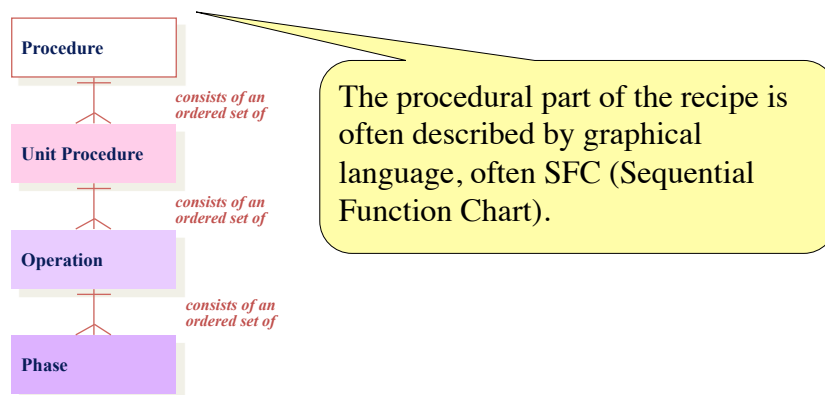 Procedure
consists of an
ordered set of
Unit Procedure
consists of an
ordered set of
Operation
consists of an
ordered set of
Phase
The procedural part of the recipe is
often described by graphical
language, often SFC (Sequential
Function Chart).